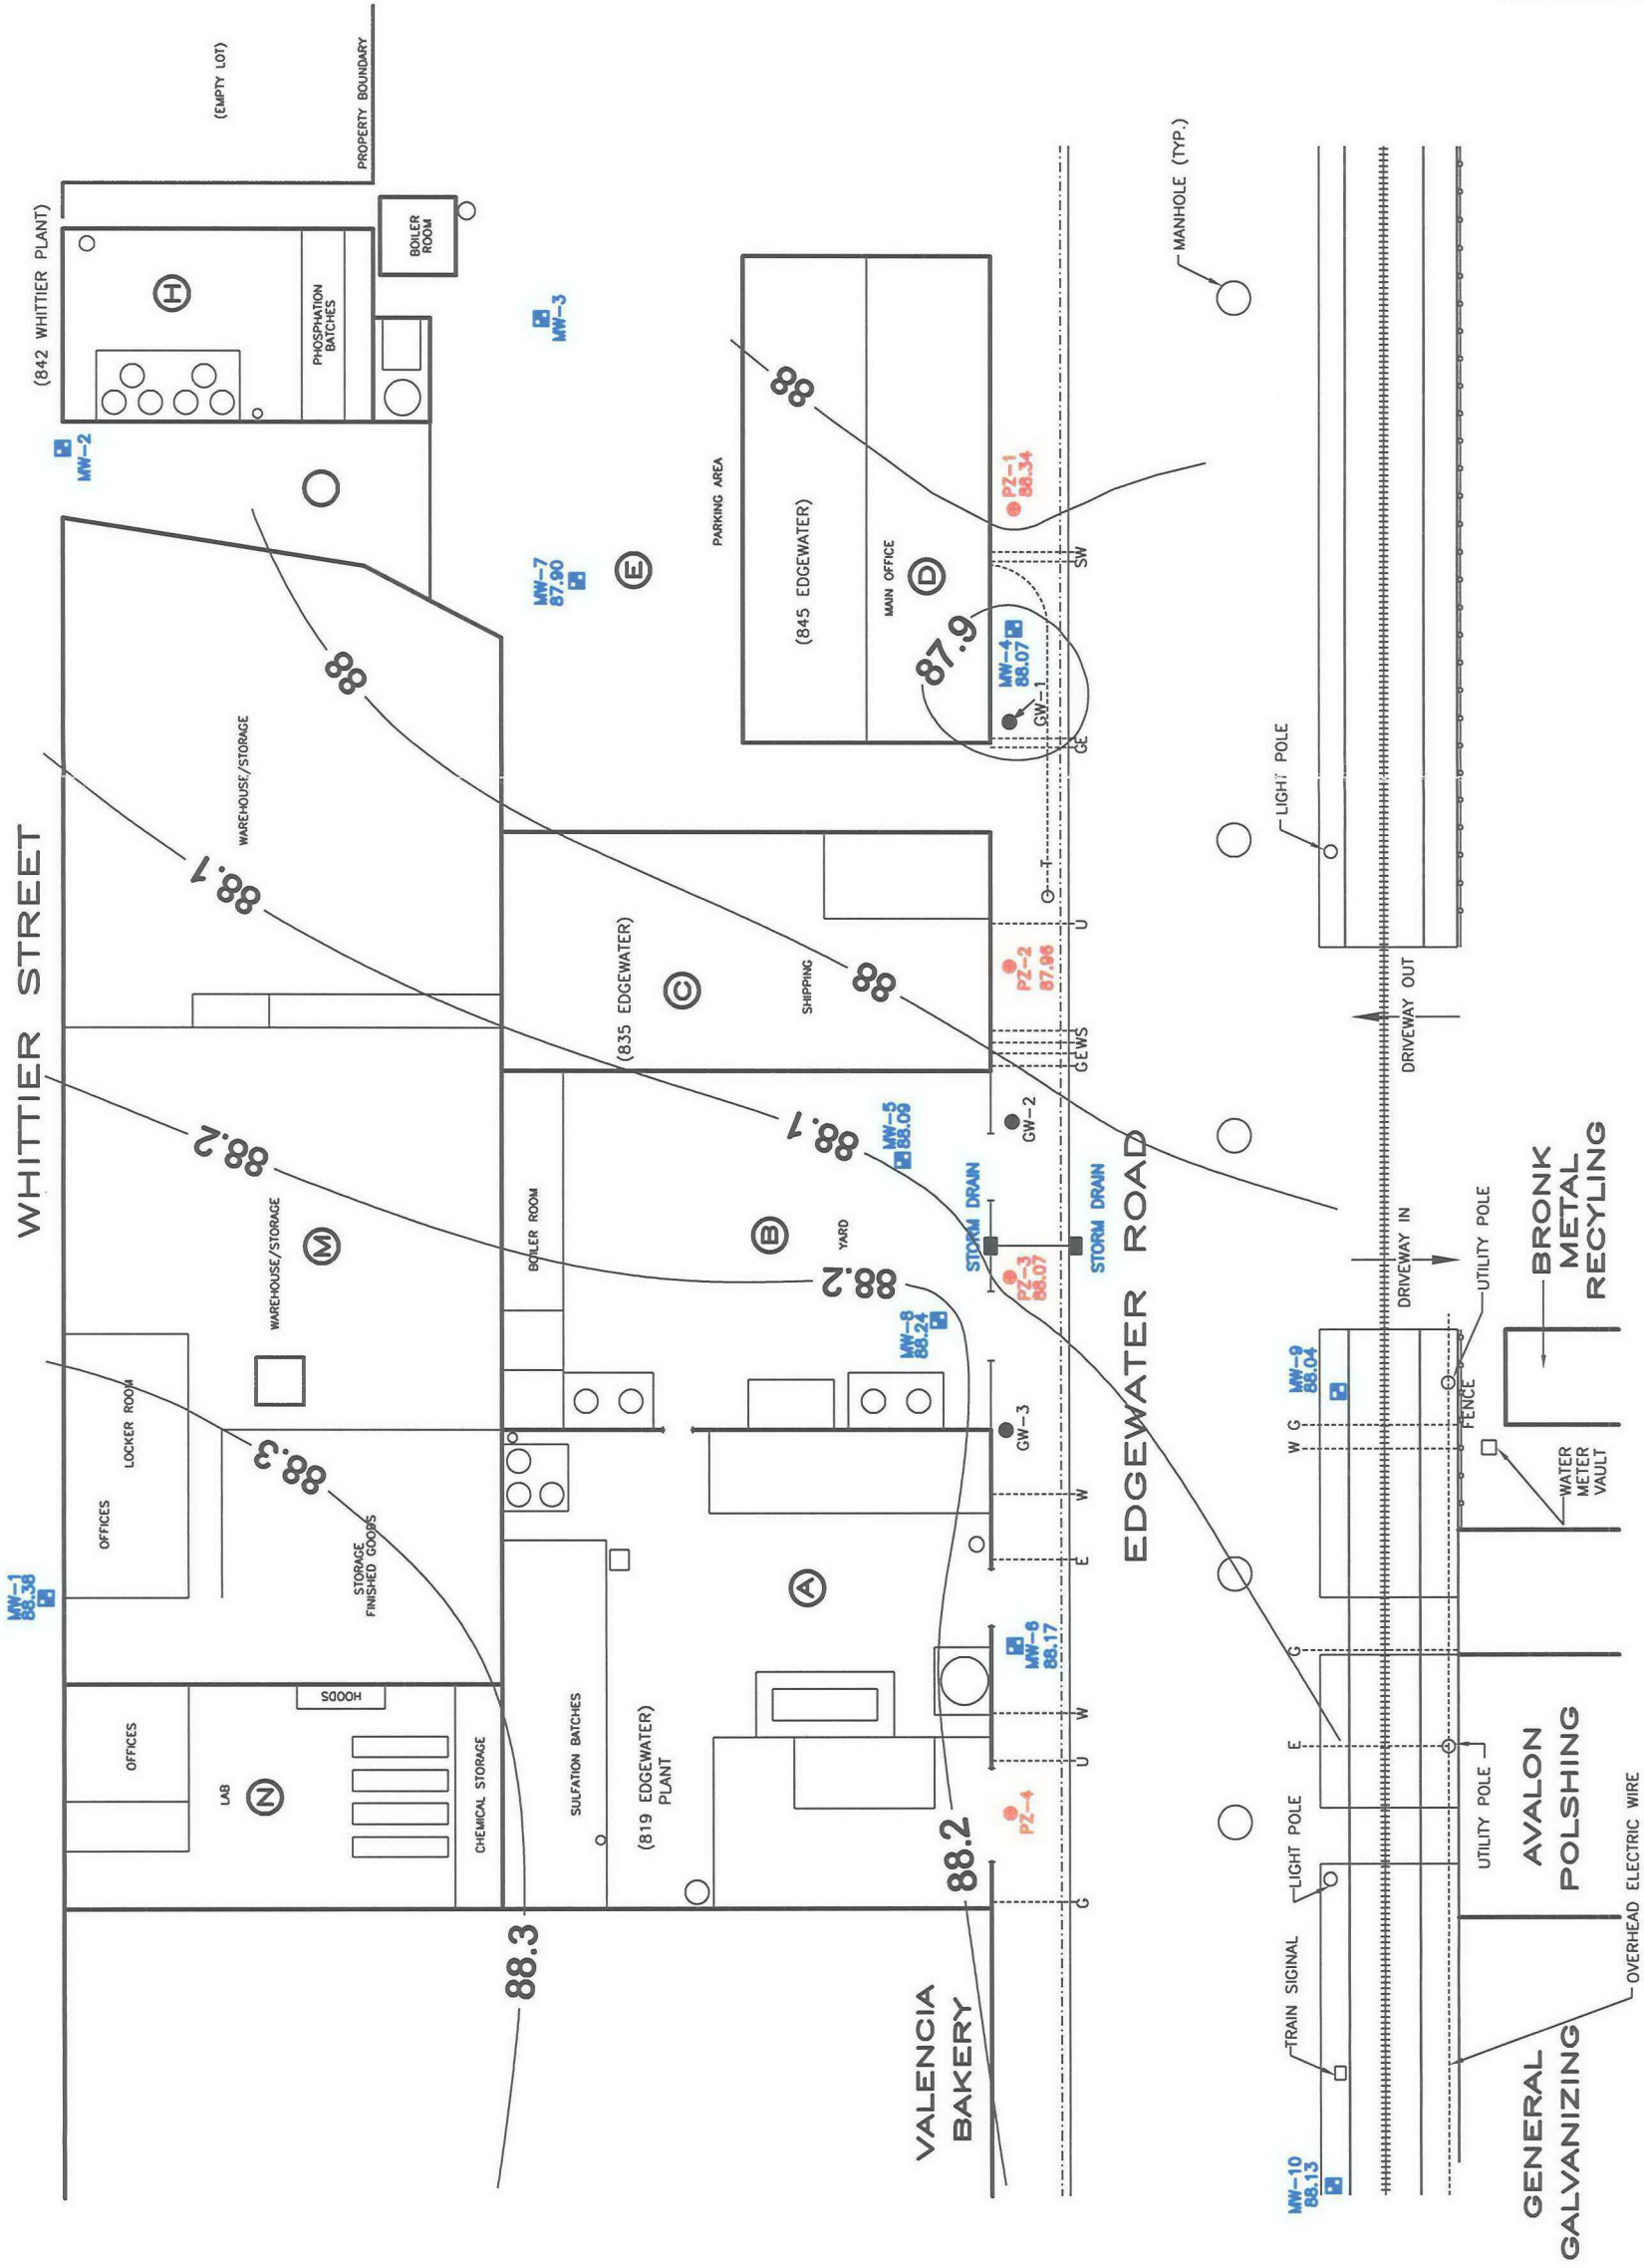 WHITTIER STREET
(842 WHITTIER PLANT)
(EMPTY LOT)
PROPERTY BOUNDARY
H
PHOSPHATION
BATCHES
BOILER
ROOM
MW-2
MW-3
MW-7
87.90
E
PARKING AREA
(845 EDGEWATER)
MAIN OFFICE
D
88
87.9
PZ-1
88.34
MW-4
88.07
GW-1
SW
GE
MANHOLE (TYP.)
LIGHT POLE
WAREHOUSE/STORAGE
88
88.1
88.2
WAREHOUSE/STORAGE
M
LOCKER ROOM
OFFICES
88.3
STORAGE
FINISHED GOODS
MW-1
88.38
OFFICES
LAB
N
HOODS
CHEMICAL STORAGE
(835 EDGEWATER)
C
SHIPPING
88
PZ-2
87.96
T
U
GEWS
BOILER ROOM
B
YARD
88.1
88.2
MW-5
88.09
MW-8
88.24
GW-2
STORM DRAIN
STORM DRAIN
PZ-3
88.07
GW-3
W
E
A
SULFATION BATCHES
(819 EDGEWATER)
PLANT
MW-6
88.17
W
U
PZ-4
G
88.2
88.3
VALENCIA
BAKERY
EDGEWATER ROAD
DRIVEWAY OUT
DRIVEWAY IN
MW-9
88.04
W G
FENCE
UTILITY POLE
BRONK
METAL
RECYLING
WATER
METER
VAULT
G
E
LIGHT POLE
UTILITY POLE
AVALON
POLSHING
TRAIN SIGINAL
OVERHEAD ELECTRIC WIRE
MW-10
88.13
GENERAL
GALVANIZING